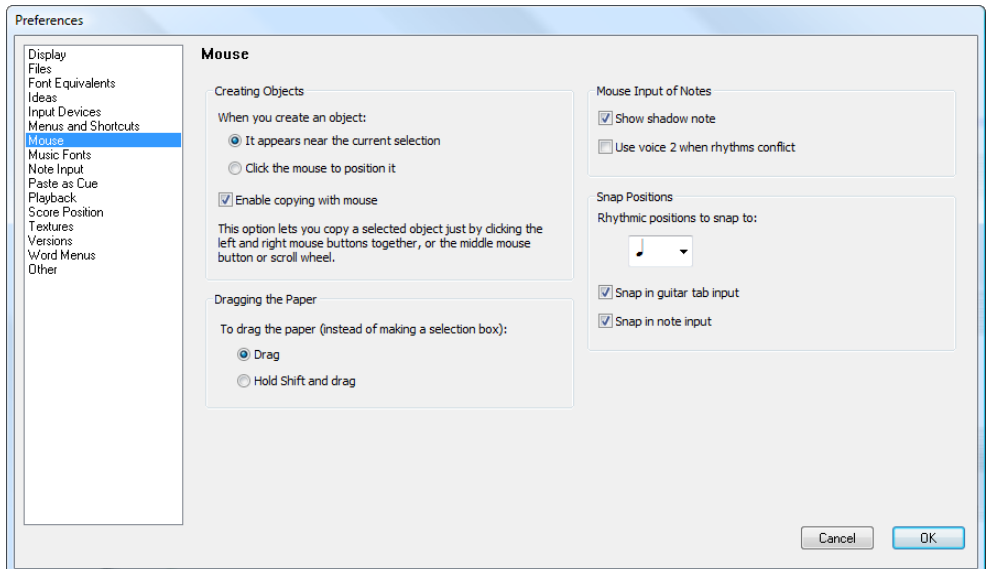 Preferences
Display
Files
Font Equivalents
Ideas
Input Devices
Menus and Shortcuts
Mouse
Music Fonts
Note Input
Paste as Cue
Playback
Score Position
Textures
Versions
Word Menus
Other
Mouse
Creating Objects
When you create an object:
It appears near the current selection
Click the mouse to position it
Enable copying with mouse
This option lets you copy a selected object just by clicking the
left and right mouse buttons together, or the middle mouse
button or scroll wheel.
Dragging the Paper
To drag the paper (instead of making a selection box):
Drag
Hold Shift and drag
Mouse Input of Notes
Show shadow note
Use voice 2 when rhythms conflict
Snap Positions
Rhythmic positions to snap to:
Snap in guitar tab input
Snap in note input
Cancel
OK